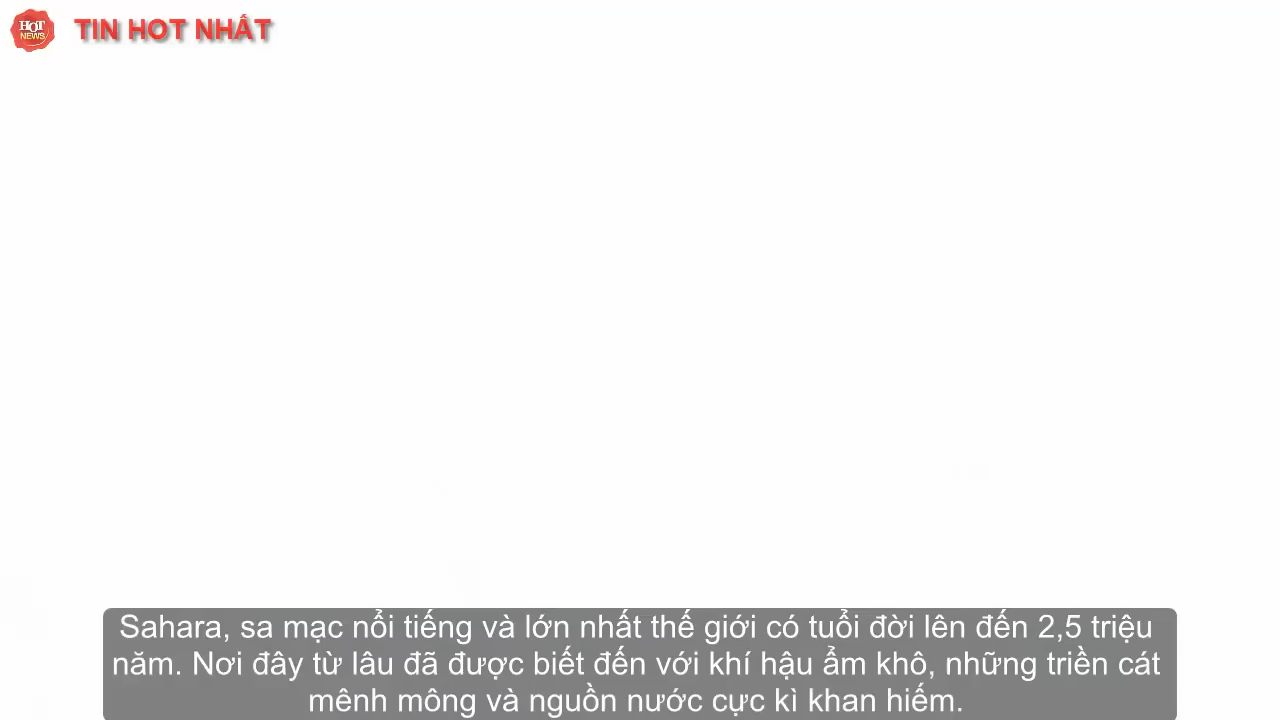 HOT
NEWS
TIN HOT NHẤT
Sahara, sa mạc nổi tiếng và lớn nhất thế giới có tuổi đời lên đến 2,5 triệu
năm. Nơi đây từ lâu đã được biết đến với khí hậu ẩm khô, những triền cát
mênh mông và nguồn nước cực kì khan hiếm.